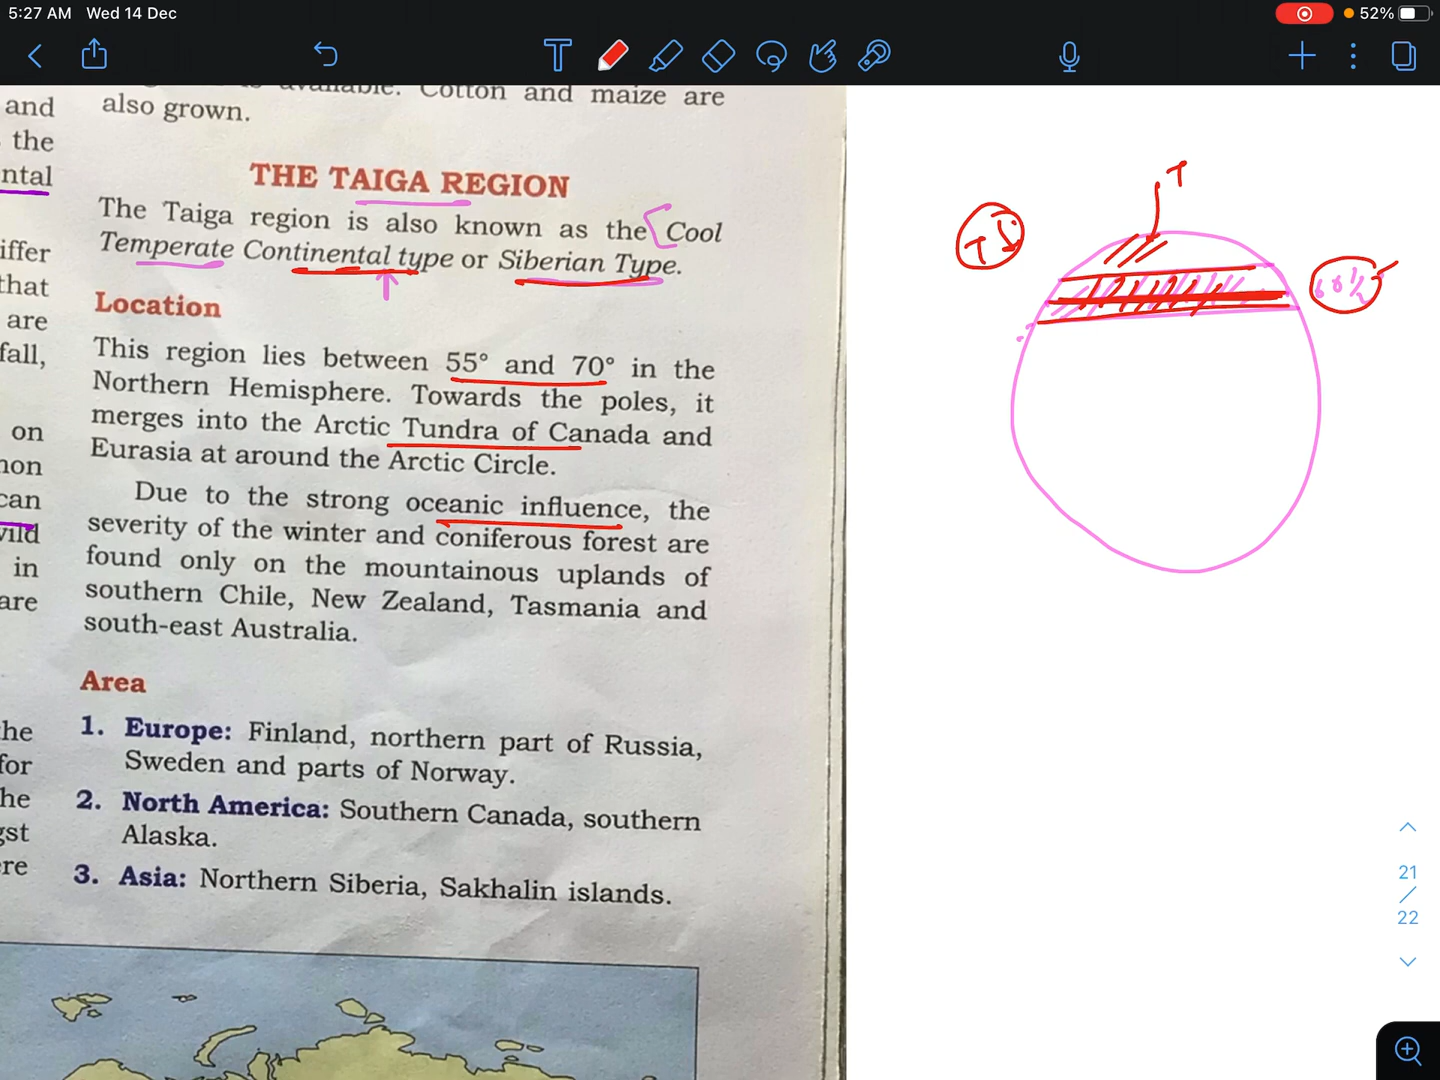 5:27 AM Wed 14 Dec
52%
T
and
the
ntal
iffer
that
are
fall,
on
can
in
are
the
for
he
gst
ere
available. Cotton and maize are
also grown.
THE TAIGA REGION
The Taiga region is also known as the Cool
Temperate Continental type or Siberian Type.
Location
This region lies between 55° and 70° in the
Northern Hemisphere. Towards the poles, it
merges into the Arctic Tundra of Canada and
Eurasia at around the Arctic Circle.
Due to the strong oceanic influence, the
severity of the winter and coniferous forest are
found only on the mountainous uplands of
southern Chile, New Zealand, Tasmania and
south-east Australia.
Area
1. Europe: Finland, northern part of Russia,
Sweden and parts of Norway.
2. North America: Southern Canada, southern
Alaska.
3. Asia: Northern Siberia, Sakhalin islands.
T
21
/
22